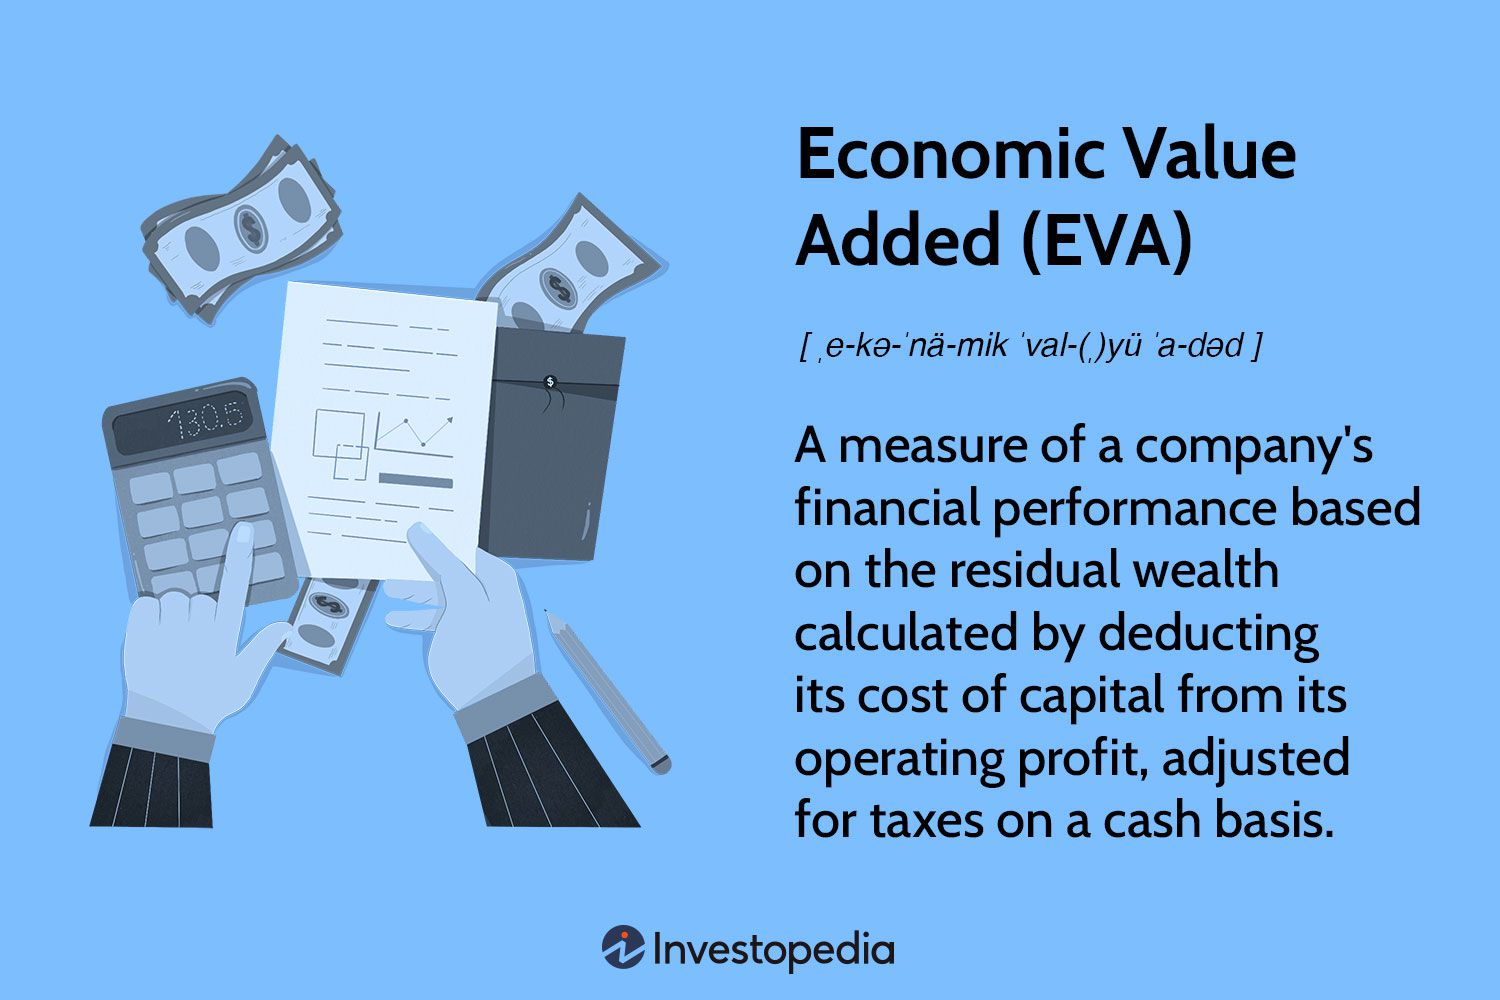 Economic Value
Added (EVA)
[ ˌe-kə-ˈnä-mik ˈval-(ˌ)yü ˈa-dəd ]
A measure of a company's
financial performance based
on the residual wealth
calculated by deducting
its cost of capital from its
operating profit, adjusted
for taxes on a cash basis.
130.5
$
$
$
$
Investopedia